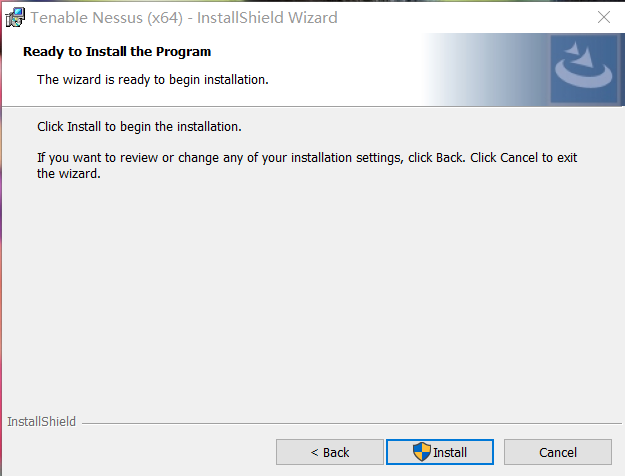 Tenable Nessus (x64) - InstallShield Wizard
Ready to Install the Program
The wizard is ready to begin installation.
Click Install to begin the installation.
If you want to review or change any of your installation settings, click Back. Click Cancel to exit
the wizard.
InstallShield
< Back
Install
Cancel